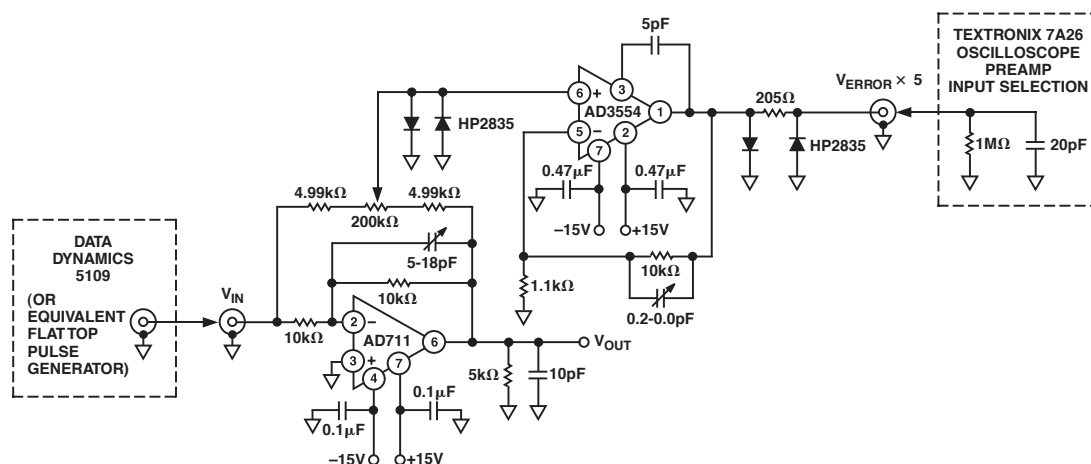 5pF
TEXTRONIX 7A26
OSCILLOSCOPE
PREAMP
INPUT SELECTION
VERROR × 5
6
+
3
AD3554
1
205Ω
HP2835
5
–
2
7
HP2835
1MΩ
20pF
0.47µF
0.47µF
4.99kΩ
4.99kΩ
200kΩ
–15V
+15V
DATA
DYNAMICS
5109
(OR
EQUIVALENT
FLAT TOP
PULSE
GENERATOR)
5-18pF
10kΩ
1.1kΩ
10kΩ
0.2-0.0pF
VIN
10kΩ
2
–
AD711
6
VOUT
3
+
7
4
5kΩ
10pF
0.1µF
0.1µF
–15V
+15V